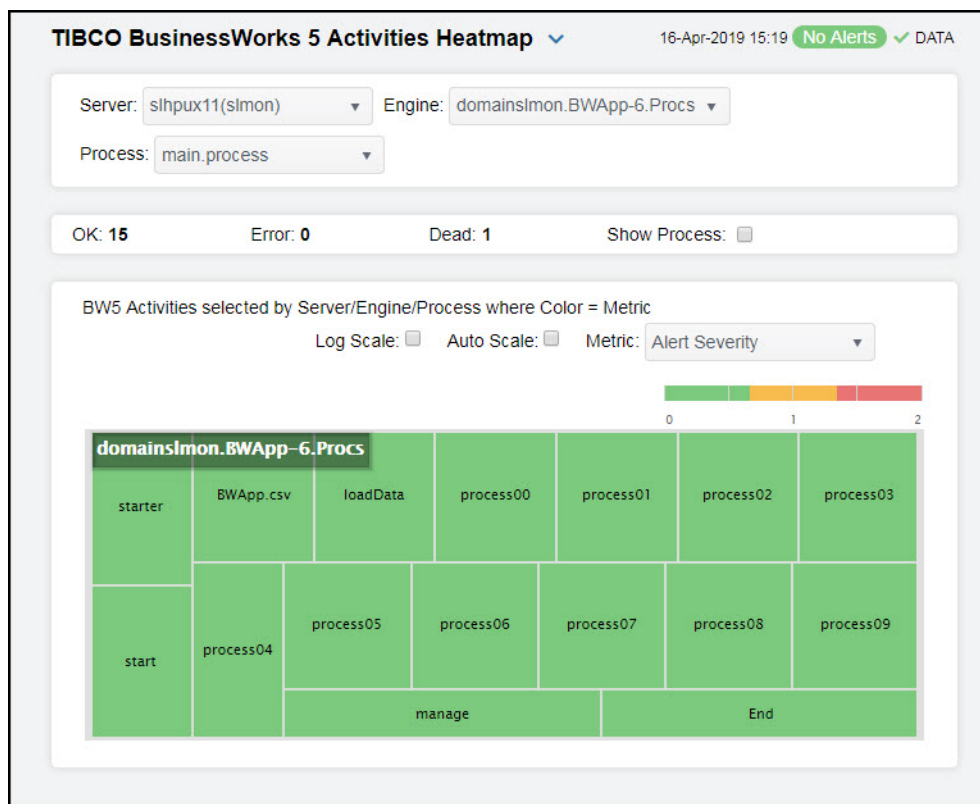 TIBCO BusinessWorks 5 Activities Heatmap 16-Apr-2019 15:19 No Alerts DATA
Server: slhpux11(slmon) Engine: domainslmon.BWApp-6.Procs
Process: main.process
OK: 15 Error: 0 Dead: 1 Show Process:
BW5 Activities selected by Server/Engine/Process where Color = Metric
Log Scale: Auto Scale: Metric: Alert Severity
0 1 2
domainslmon.BWApp-6.Procs
starter BWApp.csv loadData process00 process01 process02 process03
start process04 process05 process06 process07 process08 process09
manage End